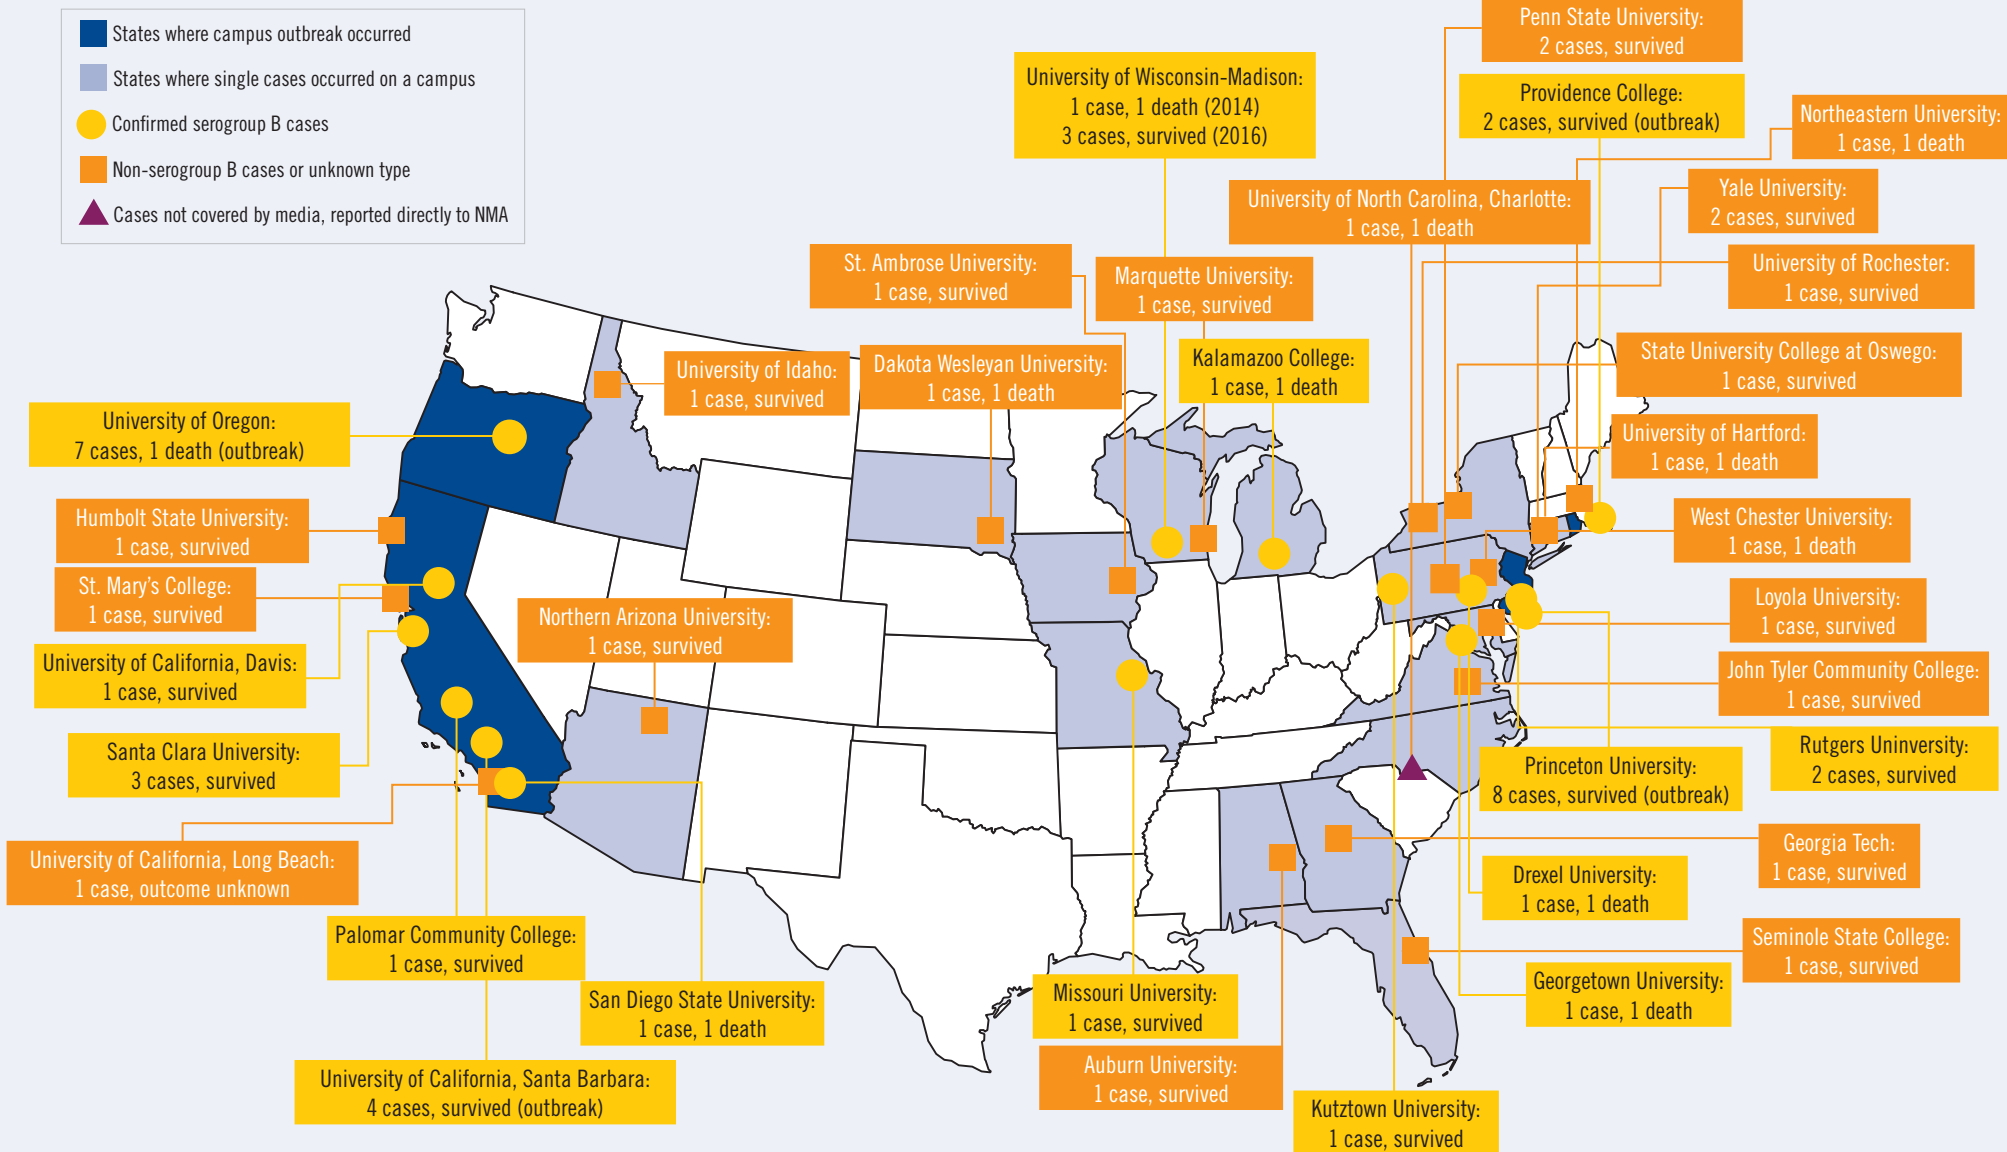 States where campus outbreak occurred
States where single cases occurred on a campus
Confirmed serogroup B cases
Non-serogroup B cases or unknown type
Cases not covered by media, reported directly to NMA
Penn State University:
2 cases, survived
University of Wisconsin-Madison:
1 case, 1 death (2014)
3 cases, survived (2016)
Providence College:
2 cases, survived (outbreak)
Northeastern University:
1 case, 1 death
University of North Carolina, Charlotte:
1 case, 1 death
Yale University:
2 cases, survived
St. Ambrose University:
1 case, survived
Marquette University:
1 case, survived
University of Rochester:
1 case, survived
University of Idaho:
1 case, survived
Dakota Wesleyan University:
1 case, 1 death
Kalamazoo College:
1 case, 1 death
State University College at Oswego:
1 case, survived
University of Oregon:
7 cases, 1 death (outbreak)
University of Hartford:
1 case, 1 death
Humbolt State University:
1 case, survived
West Chester University:
1 case, 1 death
St. Mary's College:
1 case, survived
Northern Arizona University:
1 case, survived
Loyola University:
1 case, survived
University of California, Davis:
1 case, survived
John Tyler Community College:
1 case, survived
Santa Clara University:
3 cases, survived
Princeton University:
8 cases, survived (outbreak)
Rutgers Uninversity:
2 cases, survived
University of California, Long Beach:
1 case, outcome unknown
Georgia Tech:
1 case, survived
Drexel University:
1 case, 1 death
Palomar Community College:
1 case, survived
Seminole State College:
1 case, survived
San Diego State University:
1 case, 1 death
Missouri University:
1 case, survived
Georgetown University:
1 case, 1 death
University of California, Santa Barbara:
4 cases, survived (outbreak)
Auburn University:
1 case, survived
Kutztown University:
1 case, survived